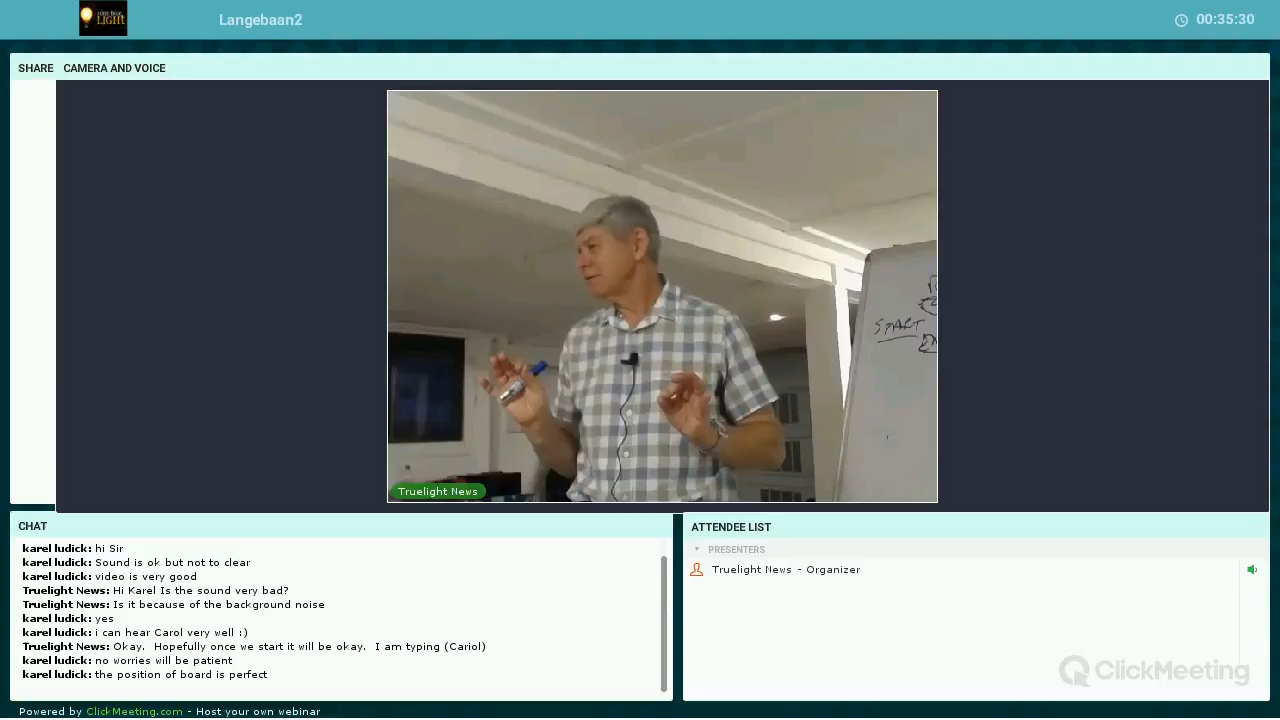 LIGHT
Langebaan2
00:35:30
SHARE CAMERA AND VOICE
START
Truelight News
CHAT
karel ludick: hi Sir
karel ludick: Sound is ok but not to clear
karel ludick: video is very good
Truelight News: Hi Karel Is the sound very bad?
Truelight News: Is it because of the background noise
karel ludick: yes
karel ludick: i can hear Carol very well :)
Truelight News: Okay. Hopefully once we start it will be okay. I am typing (Cariol)
karel ludick: no worries will be patient
karel ludick: the position of board is perfect
ATTENDEE LIST
PRESENTERS
Truelight News - Organizer
ClickMeeting
Powered by ClickMeeting.com - Host your own webinar